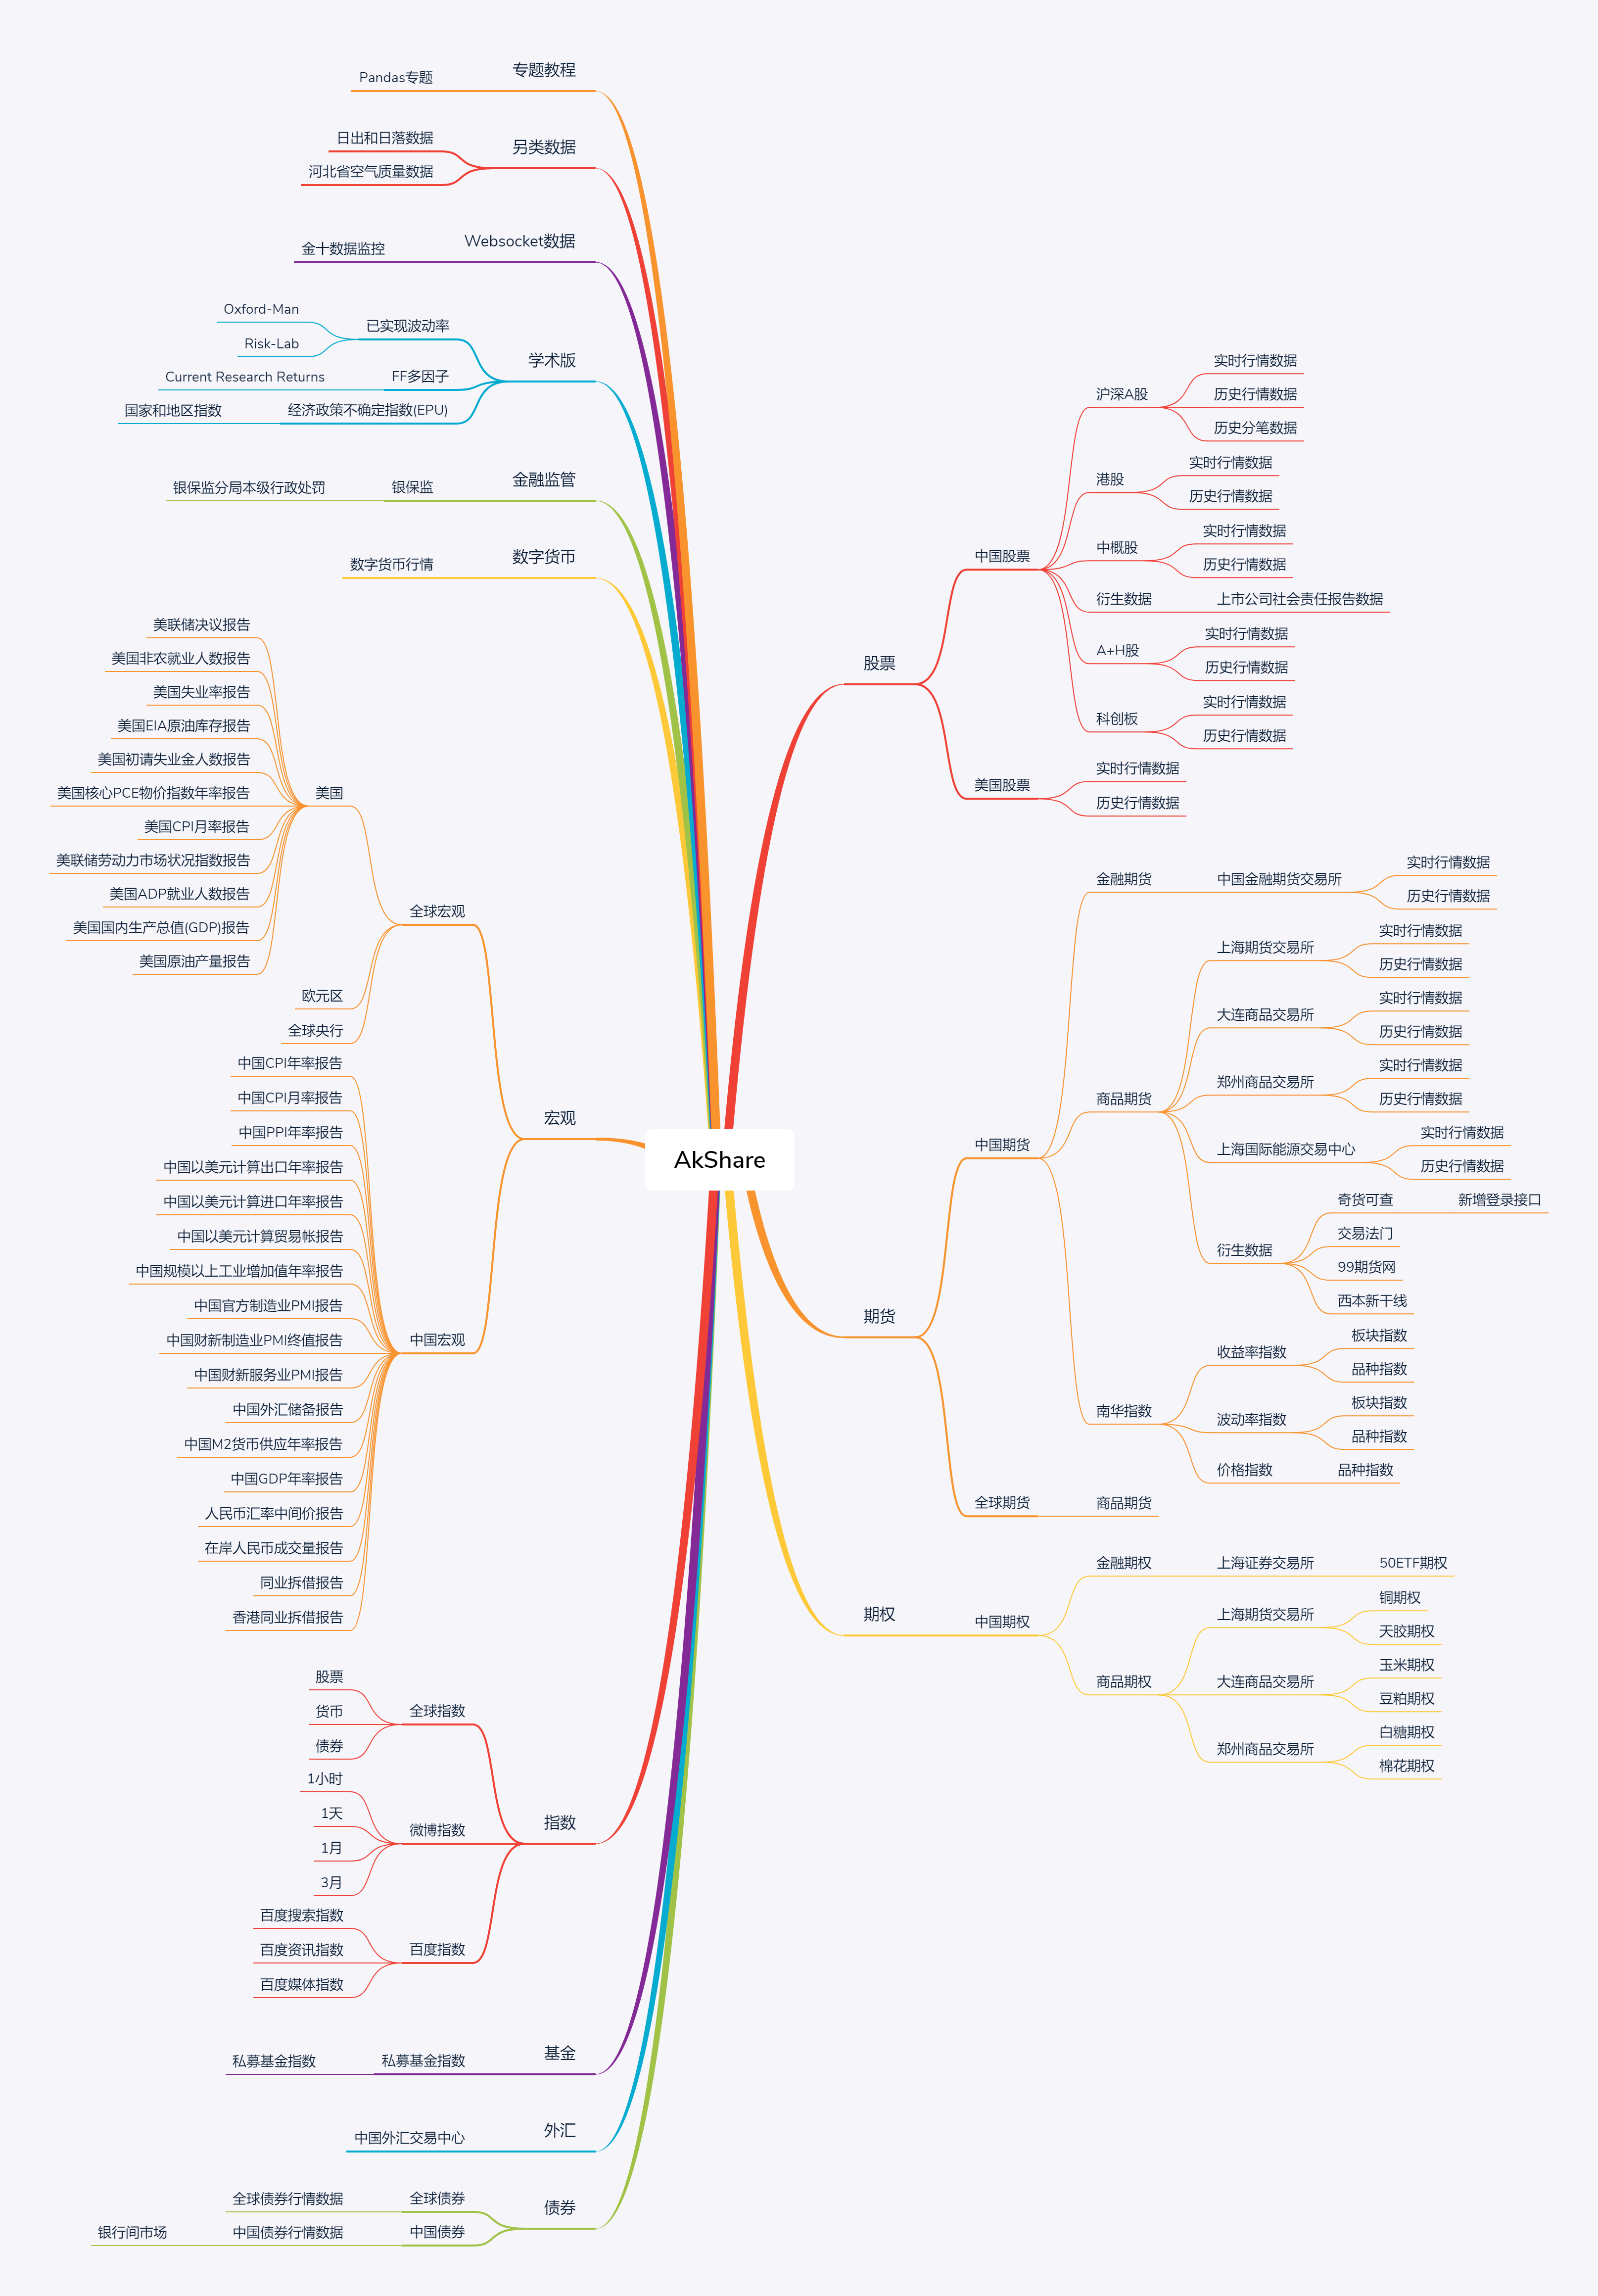 AkShare
专题教程
Pandas专题
另类数据
日出和日落数据
河北省空气质量数据
Websocket数据
金十数据监控
学术版
已实现波动率
Oxford-Man
Risk-Lab
FF多因子
Current Research Returns
经济政策不确定指数(EPU)
国家和地区指数
金融监管
银保监
银保监分局本级行政处罚
数字货币
数字货币行情
宏观
全球宏观
美国
美联储决议报告
美国非农就业人数报告
美国失业率报告
美国EIA原油库存报告
美国初请失业金人数报告
美国核心PCE物价指数年率报告
美国CPI月率报告
美联储劳动力市场状况指数报告
美国ADP就业人数报告
美国国内生产总值(GDP)报告
美国原油产量报告
欧元区
全球央行
中国宏观
中国CPI年率报告
中国CPI月率报告
中国PPI年率报告
中国以美元计算出口年率报告
中国以美元计算进口年率报告
中国以美元计算贸易帐报告
中国规模以上工业增加值年率报告
中国官方制造业PMI报告
中国财新制造业PMI终值报告
中国财新服务业PMI报告
中国外汇储备报告
中国M2货币供应年率报告
中国GDP年率报告
人民币汇率中间价报告
在岸人民币成交量报告
同业拆借报告
香港同业拆借报告
指数
全球指数
股票
货币
债券
微博指数
1小时
1天
1月
3月
百度指数
百度搜索指数
百度资讯指数
百度媒体指数
基金
私募基金指数
私募基金指数
外汇
中国外汇交易中心
债券
全球债券
全球债券行情数据
中国债券
中国债券行情数据
银行间市场
股票
中国股票
沪深A股
实时行情数据
历史行情数据
历史分笔数据
港股
实时行情数据
历史行情数据
中概股
实时行情数据
历史行情数据
衍生数据
上市公司社会责任报告数据
A+H股
实时行情数据
历史行情数据
科创板
实时行情数据
历史行情数据
美国股票
实时行情数据
历史行情数据
期货
中国期货
金融期货
中国金融期货交易所
实时行情数据
历史行情数据
商品期货
上海期货交易所
实时行情数据
历史行情数据
大连商品交易所
实时行情数据
历史行情数据
郑州商品交易所
实时行情数据
历史行情数据
上海国际能源交易中心
实时行情数据
历史行情数据
衍生数据
奇货可查
新增登录接口
交易法门
99期货网
西本新干线
南华指数
收益率指数
板块指数
品种指数
波动率指数
板块指数
品种指数
价格指数
品种指数
全球期货
商品期货
期权
中国期权
金融期权
上海证券交易所
50ETF期权
商品期权
上海期货交易所
铜期权
天胶期权
大连商品交易所
玉米期权
豆粕期权
郑州商品交易所
白糖期权
棉花期权